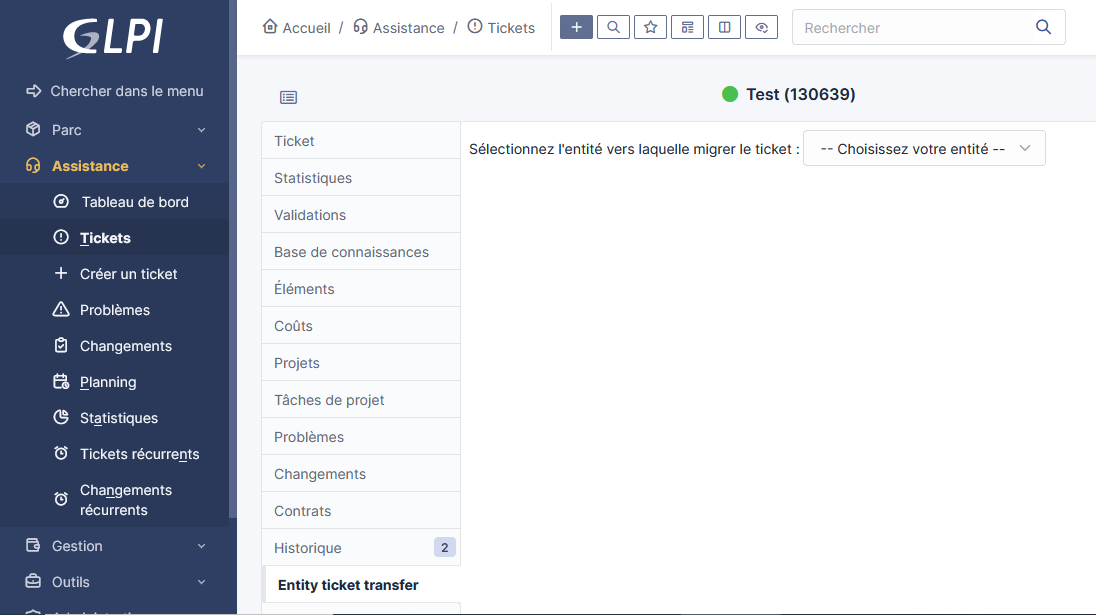 GLPI
Chercher dans le menu
Parc
Assistance
Tableau de bord
Tickets
Créer un ticket
Problèmes
Changements
Planning
Statistiques
Tickets récurrents
Changements
récurrents
Gestion
Outils
Accueil / Assistance / Tickets
Rechercher
Test (130639)
Ticket
Statistiques
Validations
Base de connaissances
Éléments
Coûts
Projets
Tâches de projet
Problèmes
Changements
Contrats
Historique 2
Entity ticket transfer
Sélectionnez l'entité vers laquelle migrer le ticket : -- Choisissez votre entité --